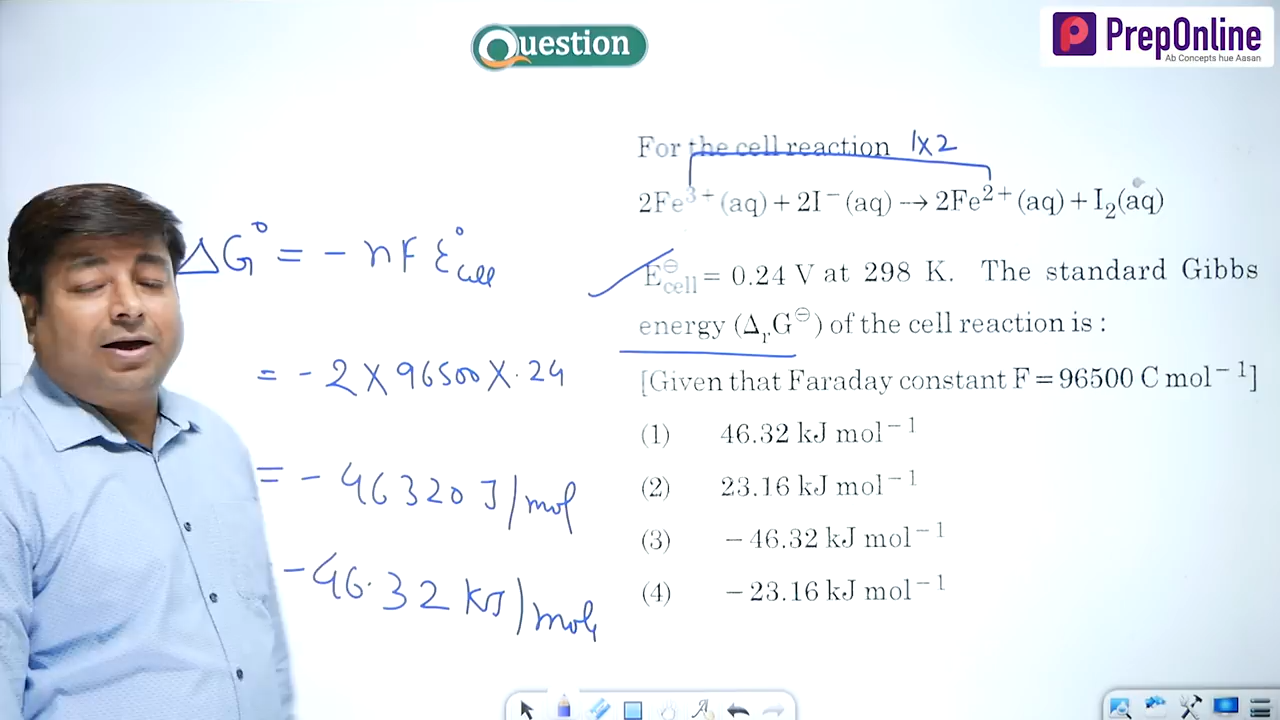 Question
PrepOnline
Ab Concepts hue Aasan
For the cell reaction 1×2
2Fe³⁺(aq) + 2I⁻(aq) → 2Fe²⁺(aq) + I₂(aq)
E⊖cell = 0.24 V at 298 K. The standard Gibbs
energy (ΔrG⊖) of the cell reaction is :
[Given that Faraday constant F = 96500 C mol⁻¹]
(1) 46.32 kJ mol⁻¹
(2) 23.16 kJ mol⁻¹
(3) − 46.32 kJ mol⁻¹
(4) − 23.16 kJ mol⁻¹
ΔG° = − nFE°cell
= − 2 × 96500 × .24
= − 46320 J/mol
−46.32 kJ/mol